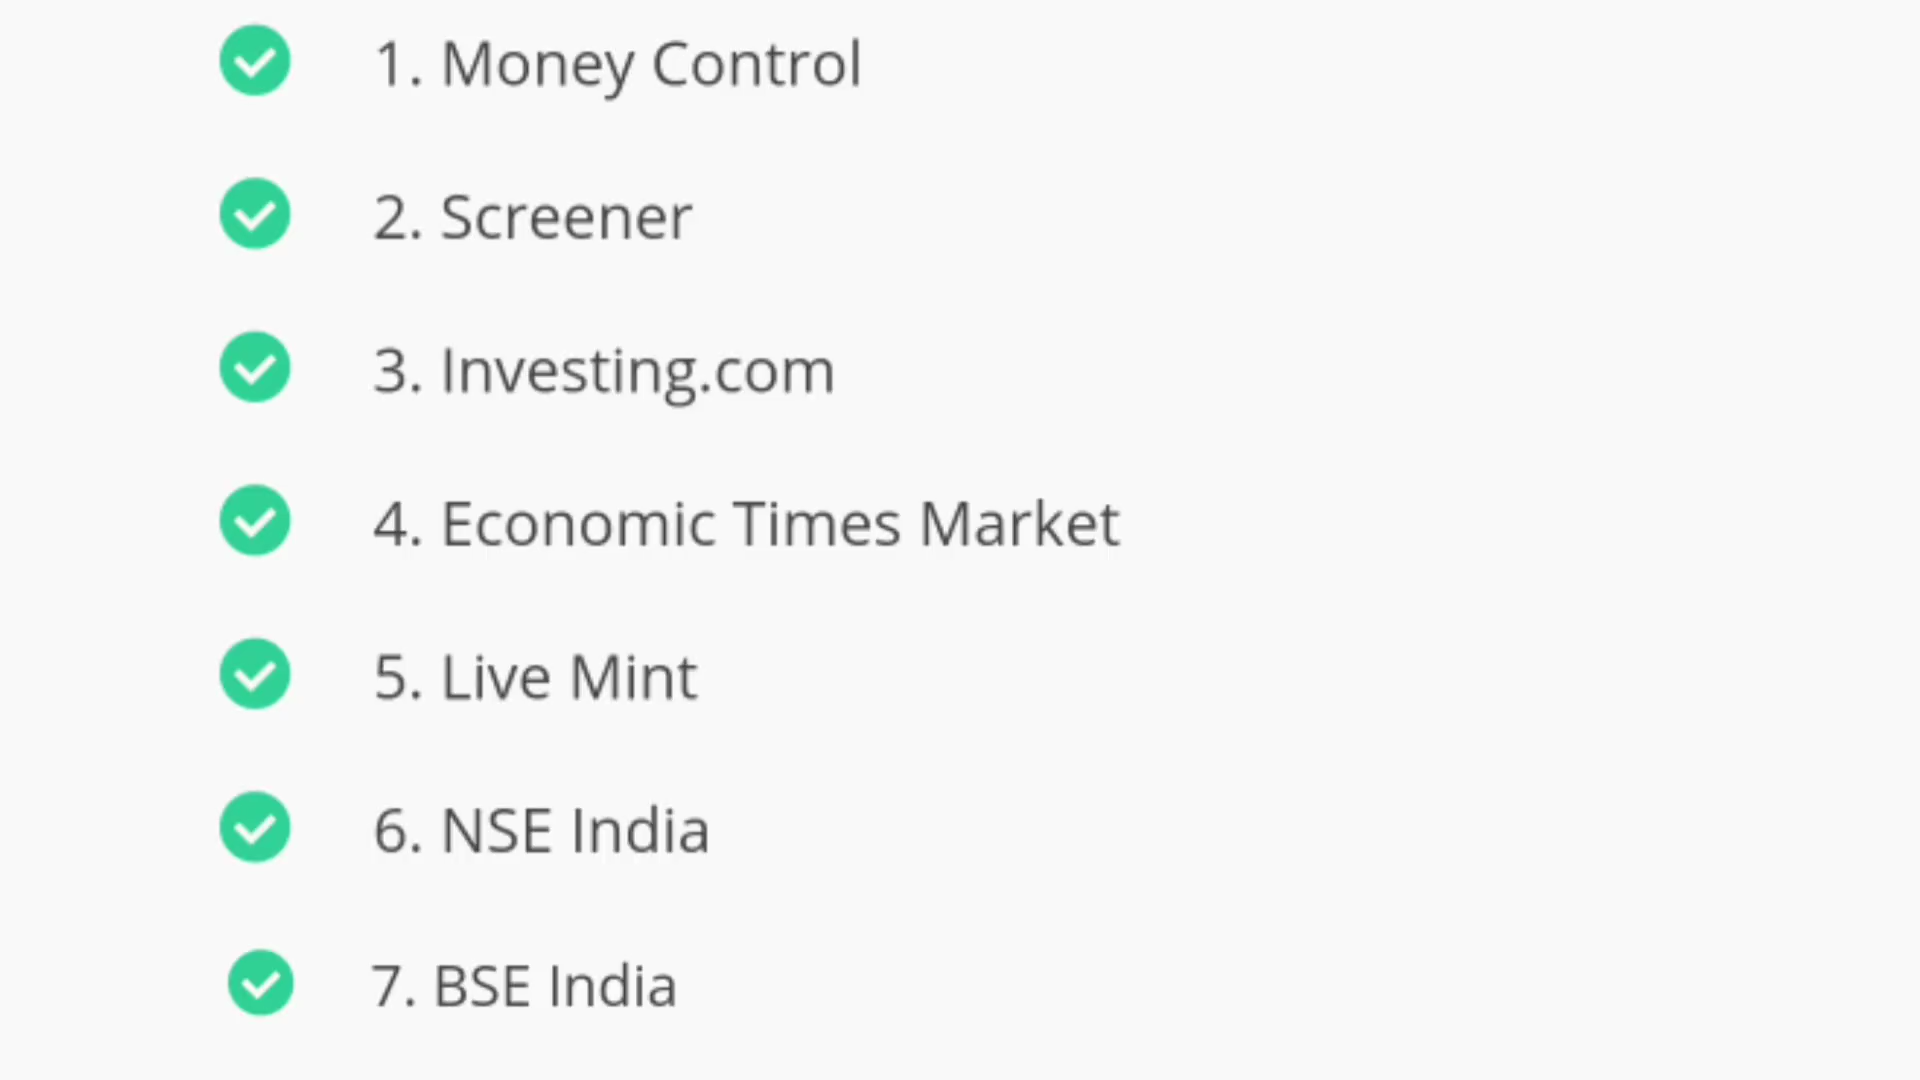 1. Money Control
2. Screener
3. Investing.com
4. Economic Times Market
5. Live Mint
6. NSE India
7. BSE India